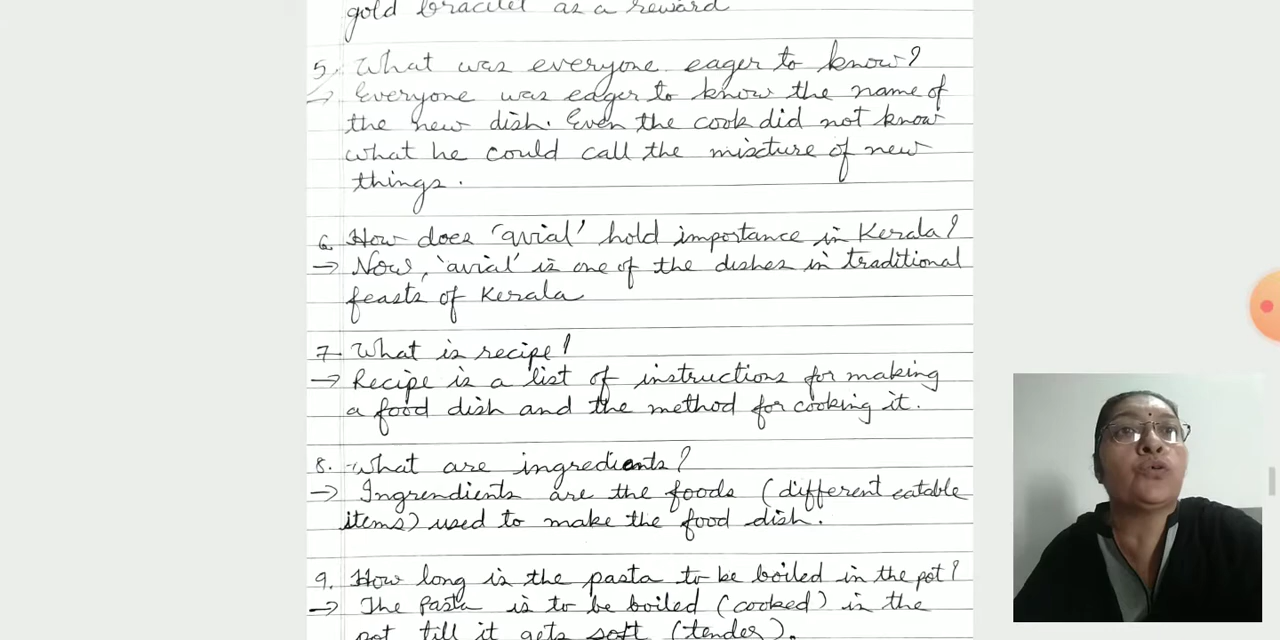 gold bracelet as a reward
5. What was everyone eager to know?
→ Everyone was eager to know the name of
the new dish. Even the cook did not know
what he could call the mixture of new
things.
6. How does 'avial' hold importance in Kerala?
→ Now, 'avial' is one of the dishes in traditional
feasts of Kerala
7. What is recipe?
→ Recipe is a list of instructions for making
a food dish and the method for cooking it.
8. What are ingredients?
→ Ingrendients are the foods (different eatable
items) used to make the food dish.
9. How long is the pasta to be boiled in the pot?
→ The Pasta is to be boiled (cooked) in the
pot till it gets soft (tender).